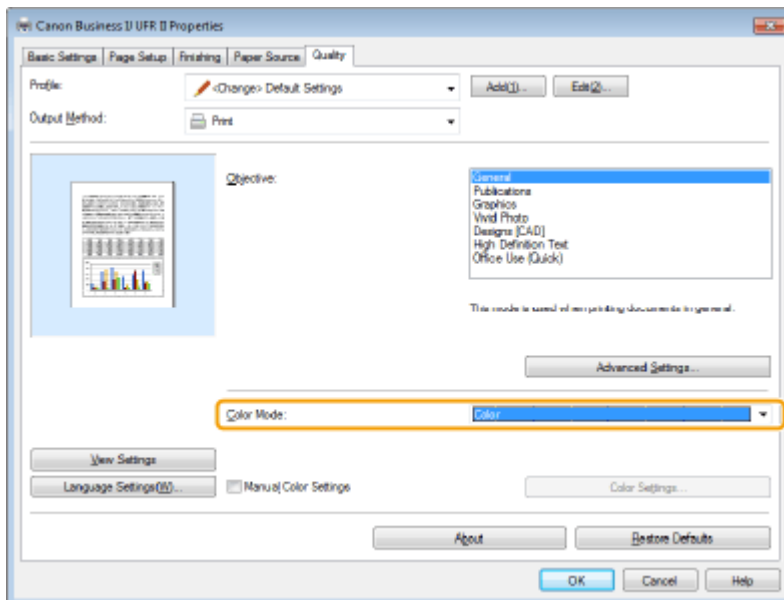 Canon Business IJ UFR II Properties
Basic Settings Page Setup Finishing Paper Source Quality
Profile: <Change> Default Settings Add(1)... Edit(2)...
Output Method: Print
Objective: General
Publications
Graphics
Vivid Photo
Designs [CAD]
High Definition Text
Office Use (Quick)
This mode is used when printing documents in general.
Advanced Settings...
Color Mode: Color
View Settings
Language Settings(W)... Manual Color Settings Color Settings...
About Restore Defaults
OK Cancel Help